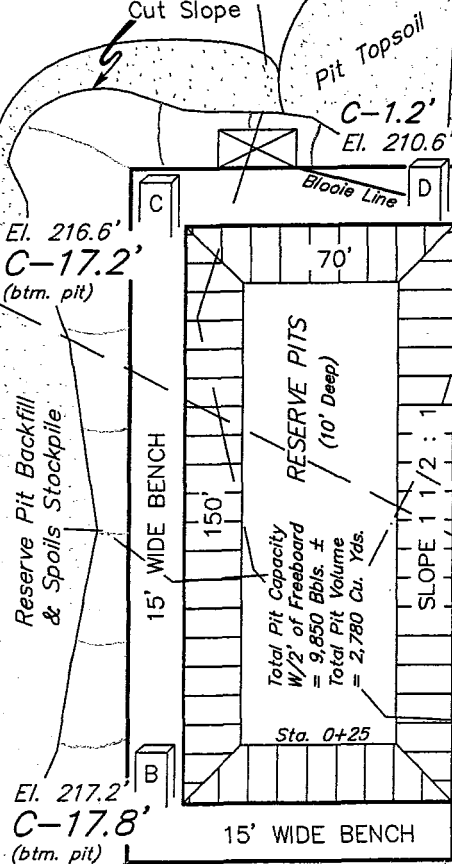 Cut Slope
Pit Topsoil
C-1.2'
El. 210.6'
Blooie Line
D
C
El. 216.6'
C-17.2'
(btm. pit)
70'
RESERVE PITS
(10' Deep)
Reserve Pit Backfill
& Spoils Stockpile
15' WIDE BENCH
150'
SLOPE 1 1/2 : 1
Total Pit Capacity
W/2' of Freeboard
= 9,850 Bbls. ±
Total Pit Volume
= 2,780 Cu. Yds.
Sta. 0+25
B
El. 217.2'
C-17.8'
(btm. pit)
15' WIDE BENCH